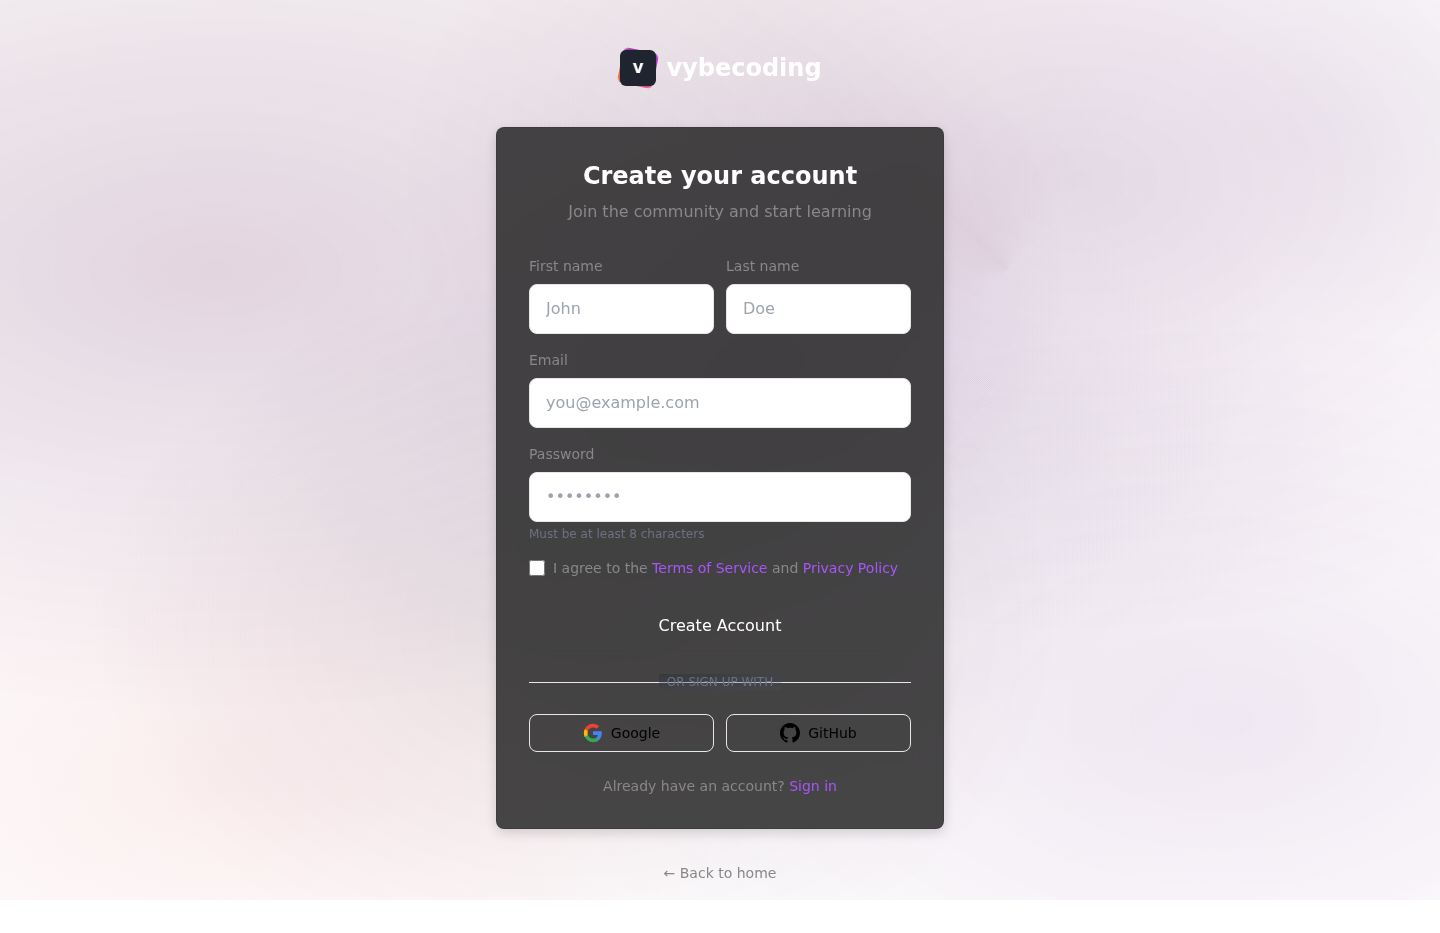 v vybecoding
Create your account
Join the community and start learning
First name Last name
John Doe
Email
you@example.com
Password
••••••••
Must be at least 8 characters
I agree to the Terms of Service and Privacy Policy
Create Account
OR SIGN UP WITH
Google GitHub
Already have an account? Sign in
← Back to home